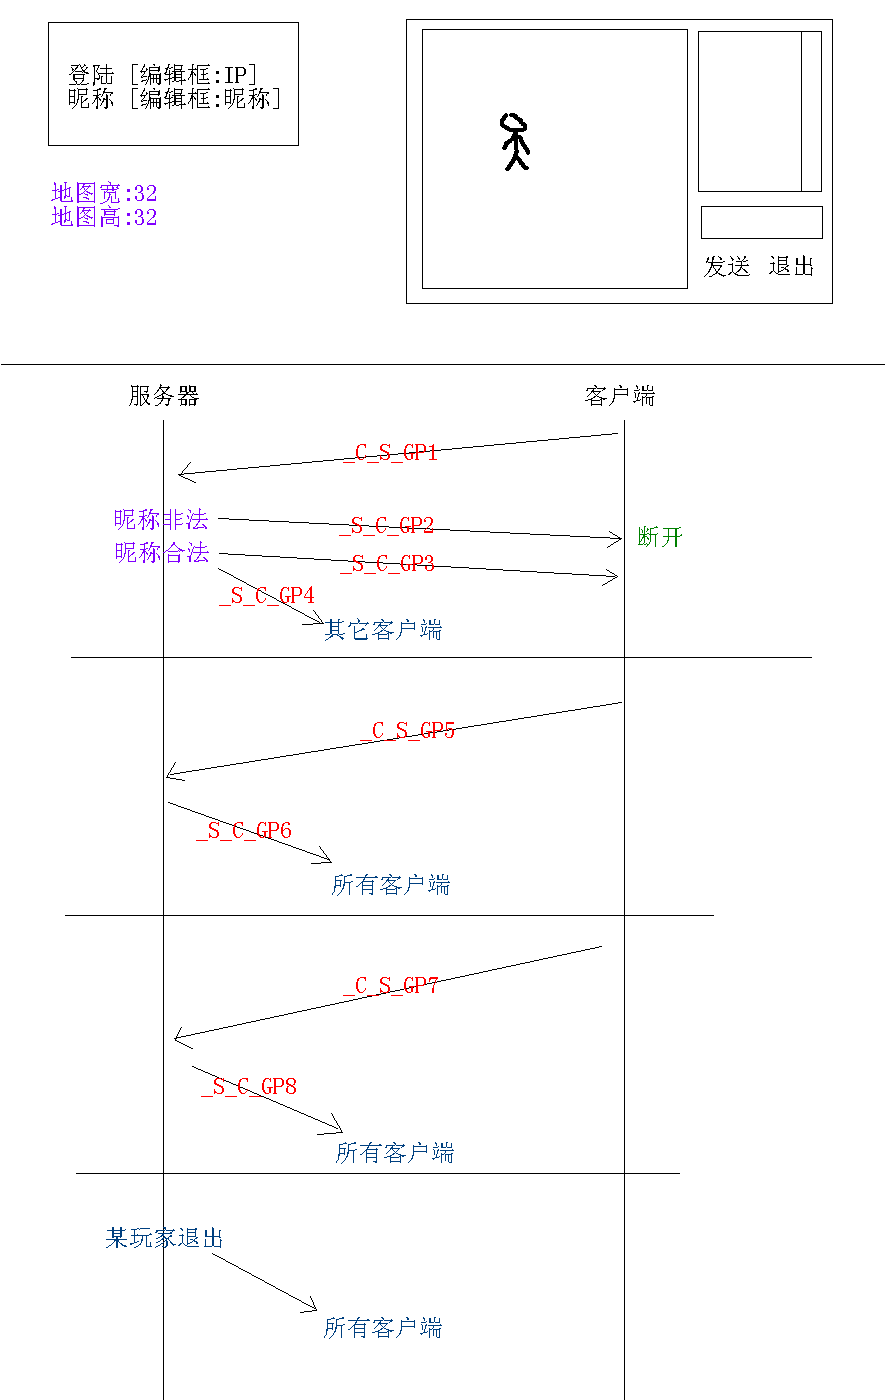 登陆 [编辑框:IP]
昵称 [编辑框:昵称]
地图宽:32
地图高:32
发送 退出
服务器 客户端
_C_S_GP1
昵称非法 _S_C_GP2 断开
昵称合法 _S_C_GP3
_S_C_GP4
其它客户端
_C_S_GP5
_S_C_GP6
所有客户端
_C_S_GP7
_S_C_GP8
所有客户端
某玩家退出
所有客户端